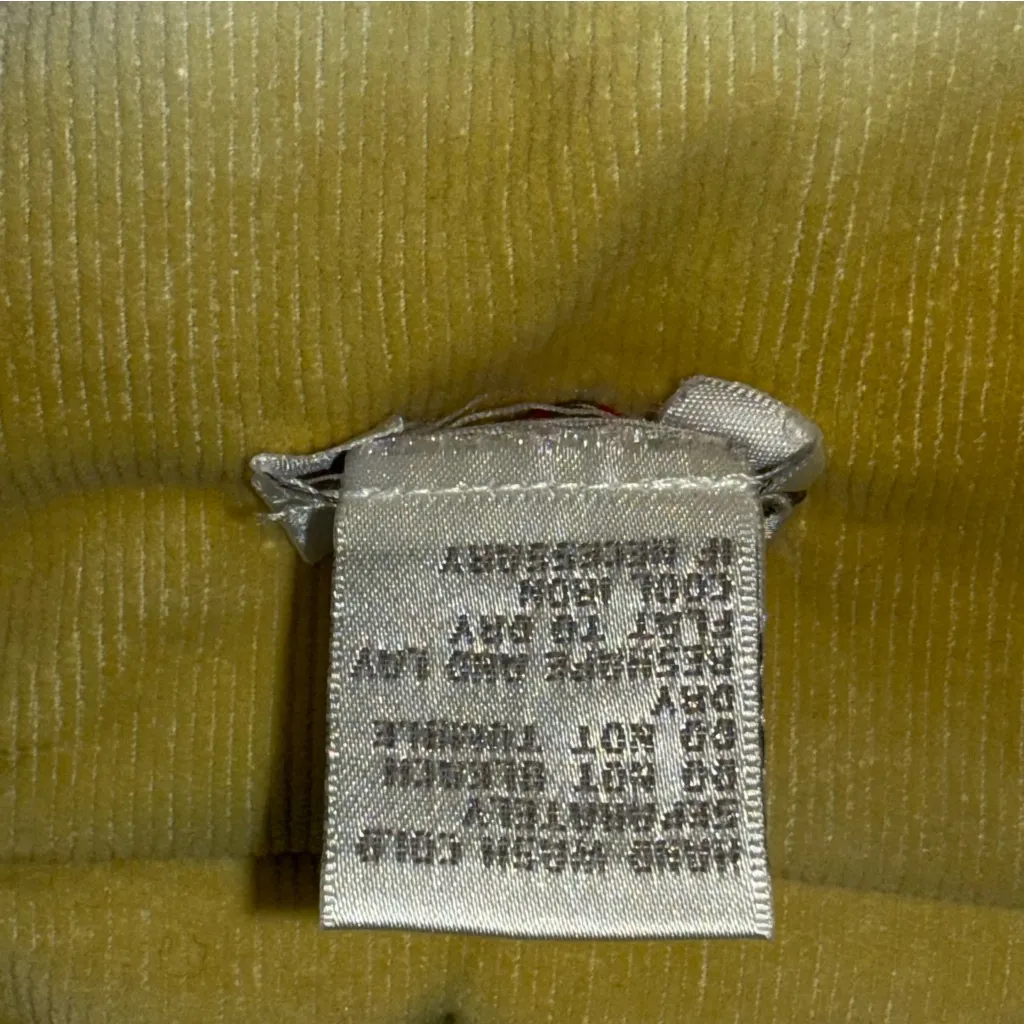 HAND WASH COLD
SEPARATELY
DO NOT BLEACH
DO NOT TUMBLE
DRY
RESHAPE AND LAY
FLAT TO DRY
COOL IRON
IF NECESSARY